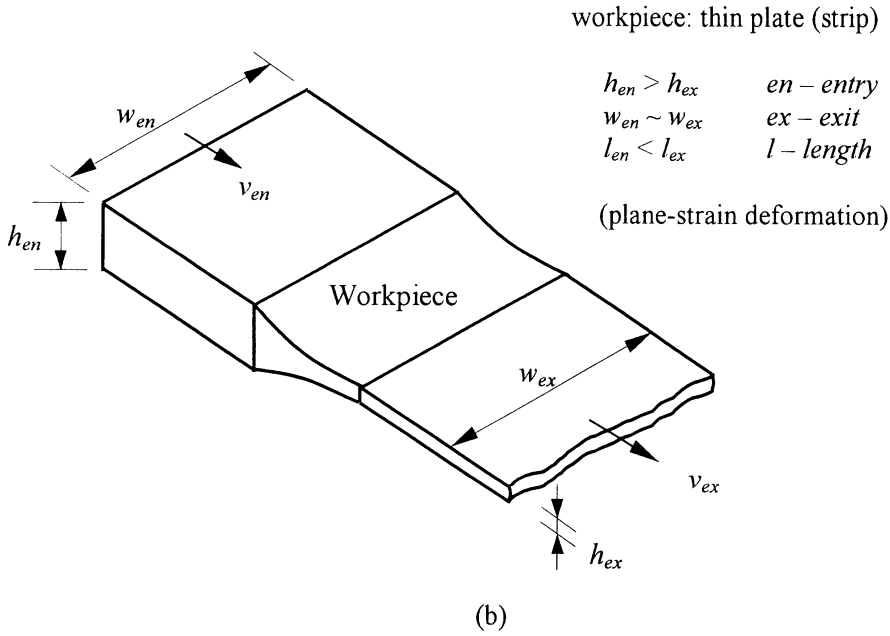 workpiece: thin plate (strip)
h_en > h_ex en – entry
w_en ~ w_ex ex – exit
l_en < l_ex l – length
(plane-strain deformation)
w_en
v_en
h_en
Workpiece
w_ex
v_ex
h_ex
(b)